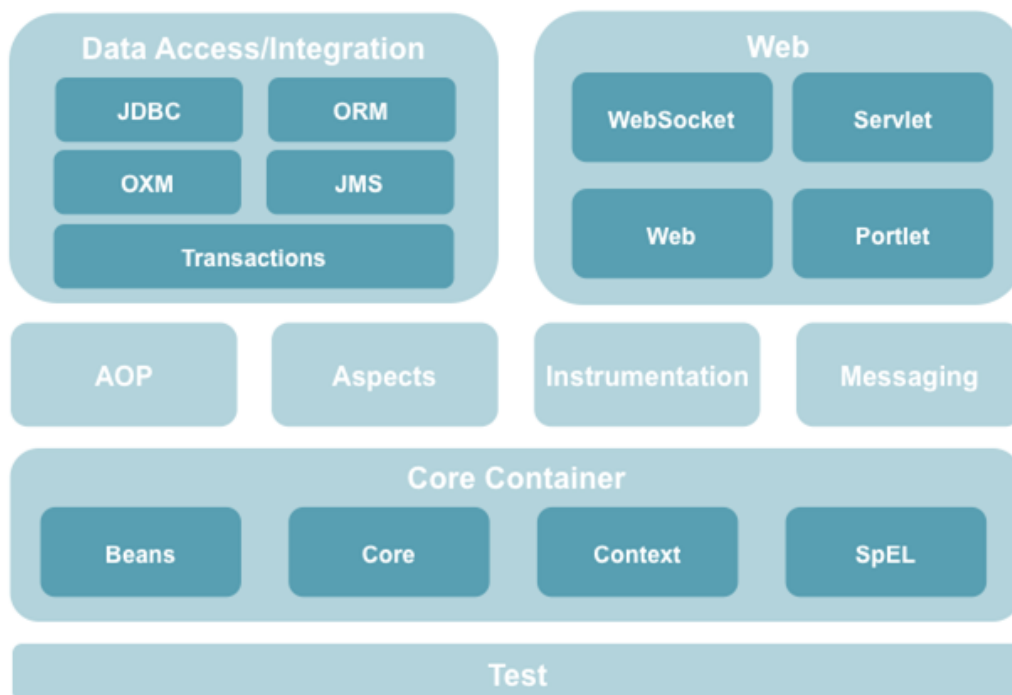 Data Access/Integration
JDBC
ORM
OXM
JMS
Transactions
Web
WebSocket
Servlet
Web
Portlet
AOP
Aspects
Instrumentation
Messaging
Core Container
Beans
Core
Context
SpEL
Test